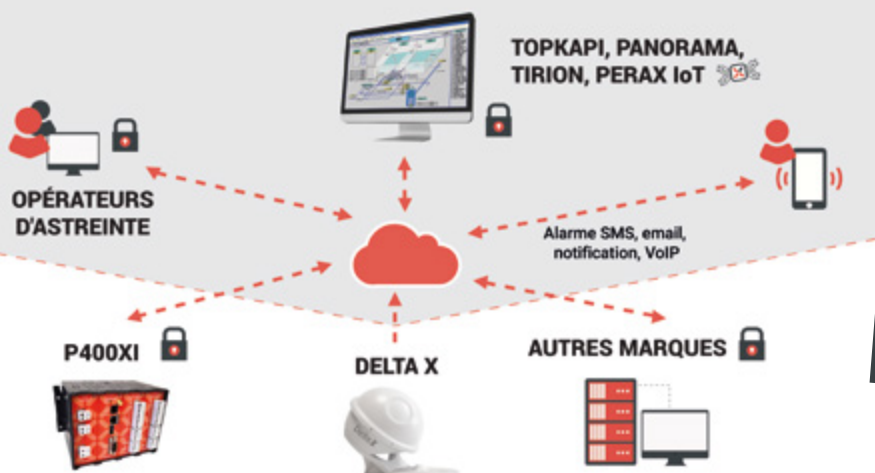 TOPKAPI, PANORAMA,
TIRION, PERAX IoT
OPÉRATEURS
D'ASTREINTE
Alarme SMS, email,
notification, VoIP
P400XI
DELTA X
AUTRES MARQUES